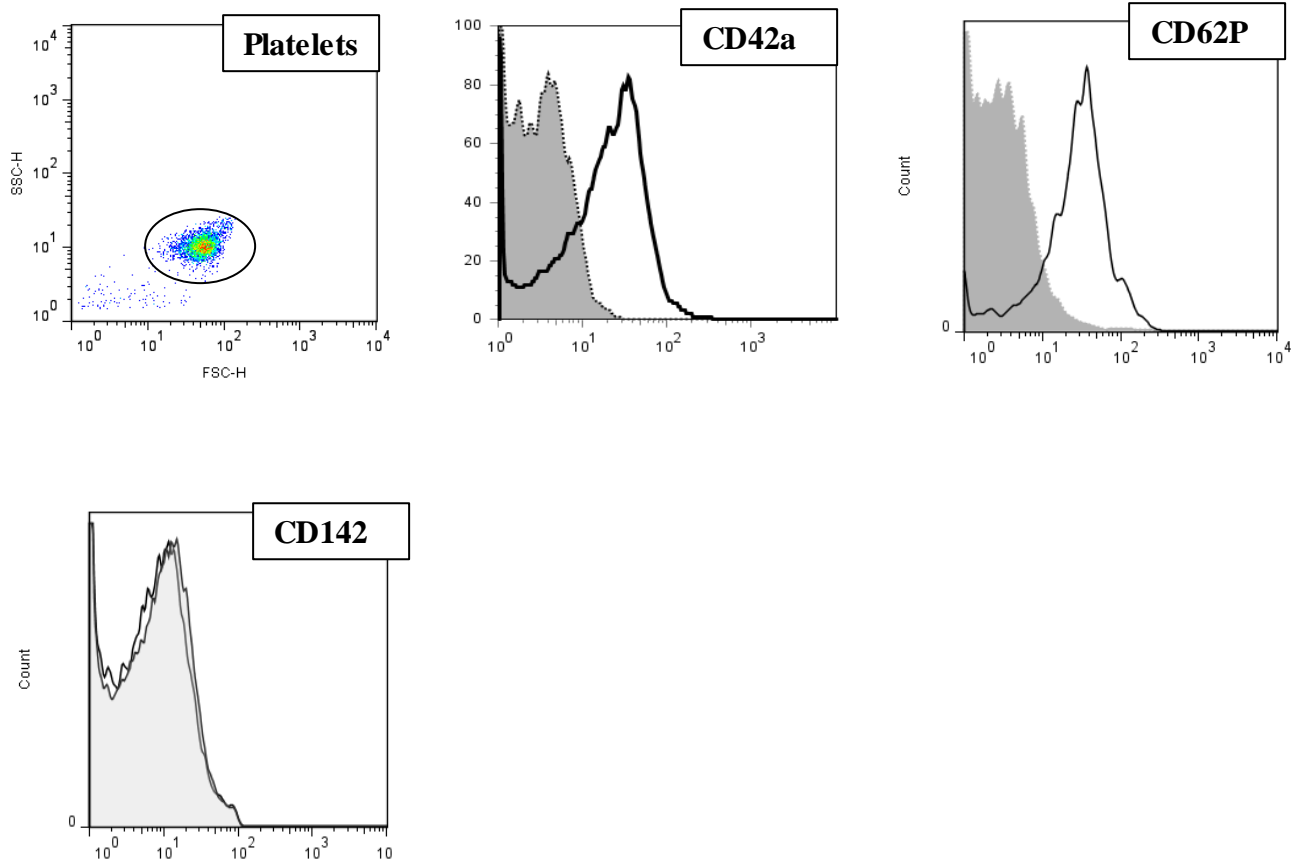 Platelets
10^4
10^3
10^2
10^1
10^0
SSC-H
10^0 10^1 10^2 10^3 10^4
FSC-H
CD42a
100
80
60
40
20
0
10^0 10^1 10^2 10^3
CD62P
Count
0
10^0 10^1 10^2 10^3 10^4
CD142
Count
0
10^0 10^1 10^2 10^3 10